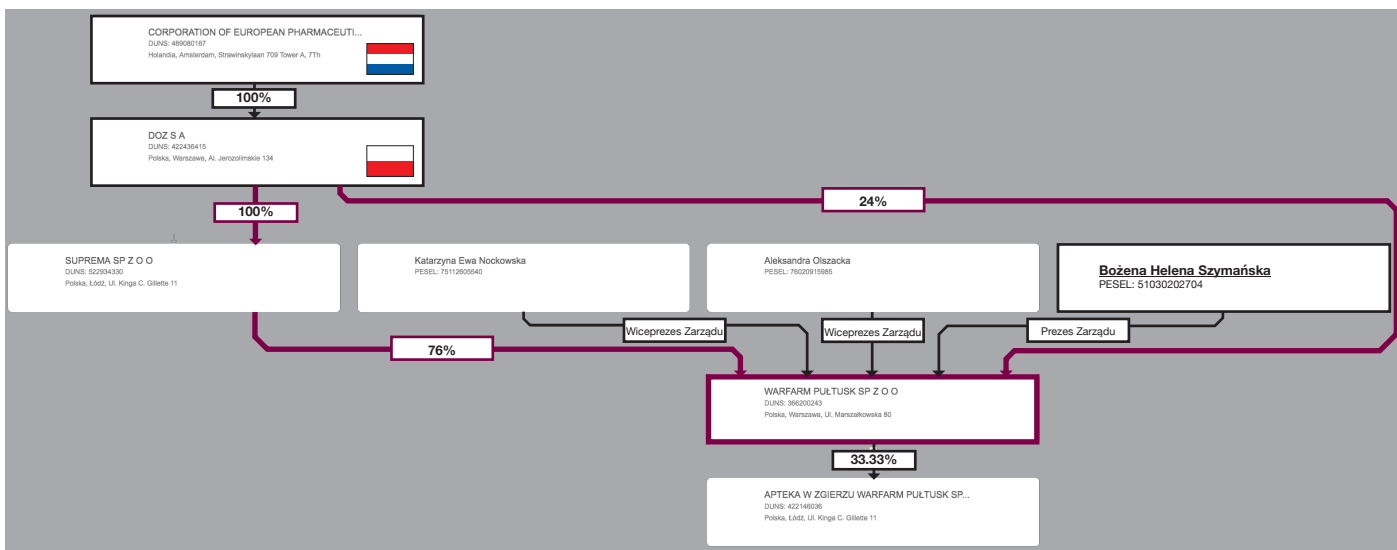 CORPORATION OF EUROPEAN PHARMACEUTI...
DUNS: 489080187
Holandia, Amsterdam, Strawinskylaan 709 Tower A, 7Th
100%
DOZ S A
DUNS: 422436415
Polska, Warszawa, Al. Jerozolimskie 134
100%
24%
SUPREMA SP Z O O
DUNS: 522934330
Polska, Łódź, Ul. Kinga C. Gillette 11
Katarzyna Ewa Nockowska
PESEL: 75112605540
Aleksandra Olszacka
PESEL: 76020915985
Bożena Helena Szymańska
PESEL: 51030202704
Wiceprezes Zarządu
Wiceprezes Zarządu
Prezes Zarządu
76%
WARFARM PUŁTUSK SP Z O O
DUNS: 366200243
Polska, Warszawa, Ul. Marszałkowska 80
33.33%
APTEKA W ZGIERZU WARFARM PUŁTUSK SP...
DUNS: 422146036
Polska, Łódź, Ul. Kinga C. Gillette 11